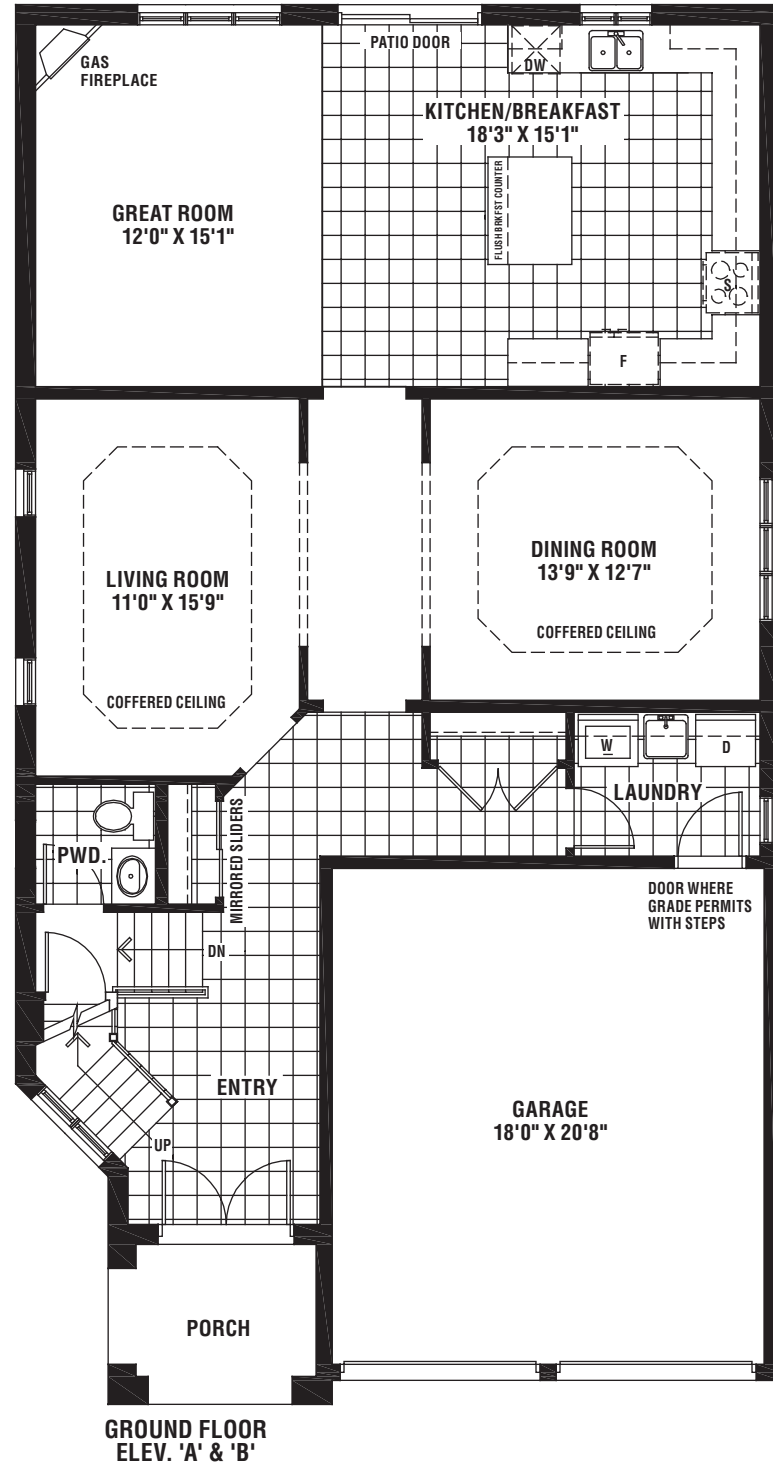 PATIO DOOR
GAS
FIREPLACE
DW
KITCHEN/BREAKFAST
18'3" X 15'1"
FLUSH BRKFST COUNTER
GREAT ROOM
12'0" X 15'1"
S
F
LIVING ROOM
11'0" X 15'9"
COFFERED CEILING
DINING ROOM
13'9" X 12'7"
COFFERED CEILING
W
D
LAUNDRY
MIRRORED SLIDERS
PWD.
DOOR WHERE
GRADE PERMITS
WITH STEPS
DN
ENTRY
UP
GARAGE
18'0" X 20'8"
PORCH
GROUND FLOOR
ELEV. 'A' & 'B'